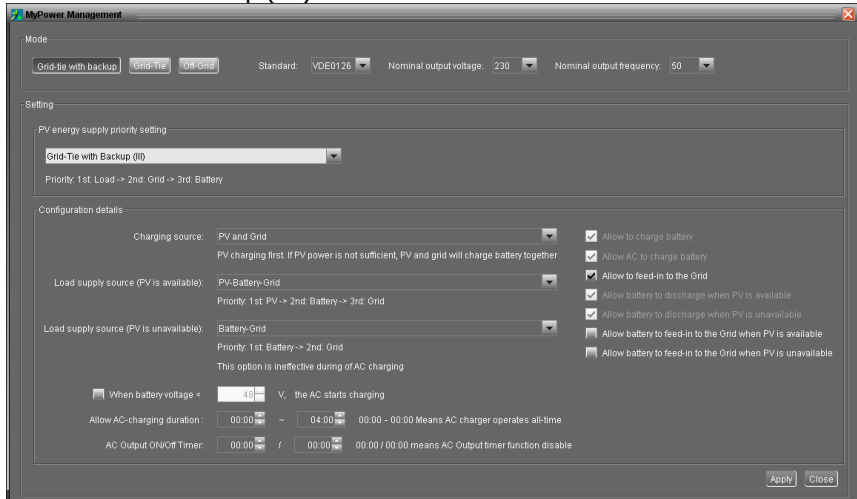 MyPower Management
Mode
Grid-tie with backup Grid-Tie Off-Grid Standard: VDE0126 Nominal output voltage: 230 Nominal output frequency: 50
Setting
PV energy supply priority setting
Grid-Tie with Backup (III)
Priority: 1st: Load -> 2nd: Grid -> 3rd: Battery
Configuration details
Charging source: PV and Grid
PV charging first. If PV power is not sufficient, PV and grid will charge battery together
Load supply source (PV is available): PV-Battery-Grid
Priority: 1st: PV -> 2nd: Battery -> 3rd: Grid
Load supply source (PV is unavailable): Battery-Grid
Priority: 1st: Battery -> 2nd: Grid
This option is ineffective during of AC charging
Allow to charge battery
Allow AC to charge battery
Allow to feed-in to the Grid
Allow battery to discharge when PV is available
Allow battery to discharge when PV is unavailable
Allow battery to feed-in to the Grid when PV is available
Allow battery to feed-in to the Grid when PV is unavailable
When battery voltage < 48 V, the AC starts charging
Allow AC-charging duration : 00:00 ~ 04:00 00:00 - 00:00 Means AC charger operates all-time
AC Output ON/Off Timer: 00:00 / 00:00 00:00 / 00:00 means AC Output timer function disable
Apply Close